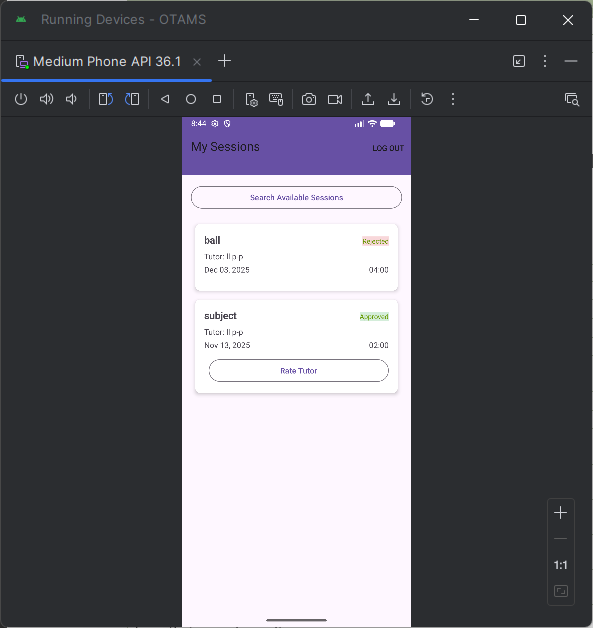 Running Devices - OTAMS
Medium Phone API 36.1
8:44
My Sessions
LOG OUT
Search Available Sessions
ball
Rejected
Tutor: ll p-p
Dec 03, 2025
04:00
subject
Approved
Tutor: ll p-p
Nov 13, 2025
02:00
Rate Tutor
1:1